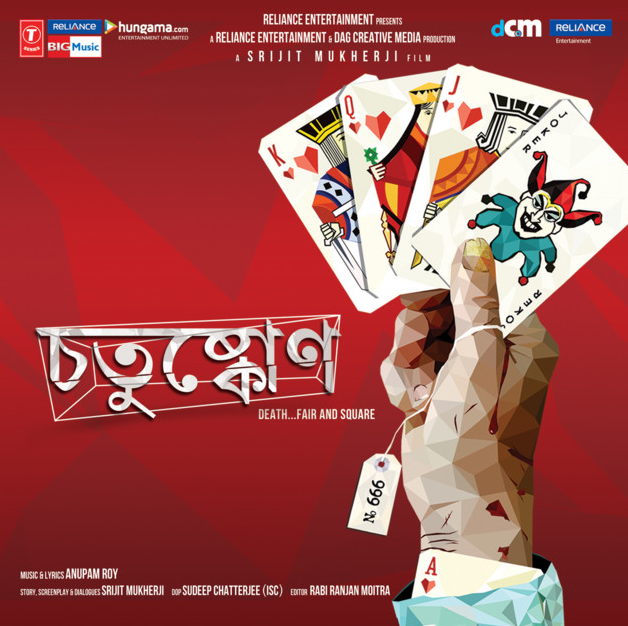 T
SERIES
RELIANCE
BIG Music
hungama.com
ENTERTAINMENT UNLIMITED
RELIANCE ENTERTAINMENT PRESENTS
A RELIANCE ENTERTAINMENT & DAG CREATIVE MEDIA PRODUCTION
A SRIJIT MUKHERJI FILM
dcm
RELIANCE
Entertainment
K
Q
J
JOKER
JOKER
চতুষ্কোণ
DEATH...FAIR AND SQUARE
No 666
A
MUSIC & LYRICS ANUPAM ROY
STORY, SCREENPLAY & DIALOGUES SRIJIT MUKHERJI DOP SUDEEP CHATTERJEE (ISC) EDITOR RABI RANJAN MOITRA